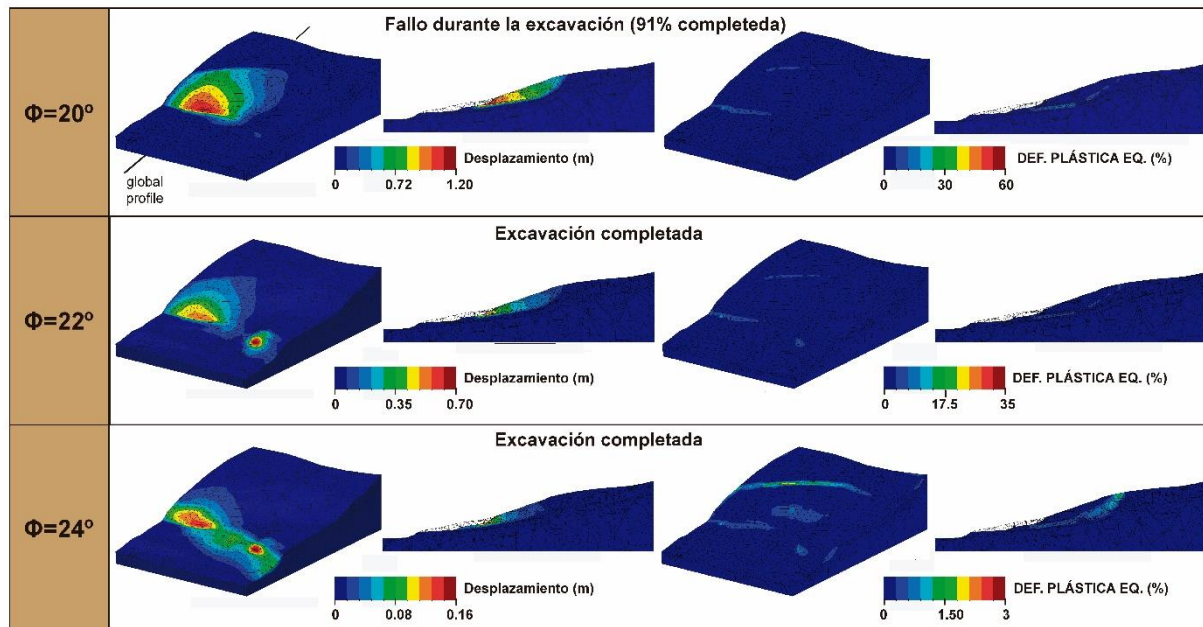 Fallo durante la excavación (91% completeda)
Φ=20º
global
profile
Desplazamiento (m)
0 0.72 1.20
DEF. PLÁSTICA EQ. (%)
0 30 60
Excavación completada
Φ=22º
Desplazamiento (m)
0 0.35 0.70
DEF. PLÁSTICA EQ. (%)
0 17.5 35
Excavación completada
Φ=24º
Desplazamiento (m)
0 0.08 0.16
DEF. PLÁSTICA EQ. (%)
0 1.50 3